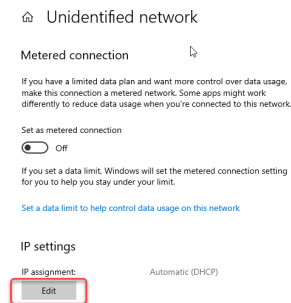 Unidentified network
Metered connection
If you have a limited data plan and want more control over data usage,
make this connection a metered network. Some apps might work
differently to reduce data usage when you're connected to this network.
Set as metered connection
Off
If you set a data limit, Windows will set the metered connection setting
for you to help you stay under your limit.
Set a data limit to help control data usage on this network
IP settings
IP assignment: Automatic (DHCP)
Edit